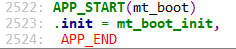 2522: APP_START(mt_boot)
2523: .init = mt_boot_init,
2524:  APP_END